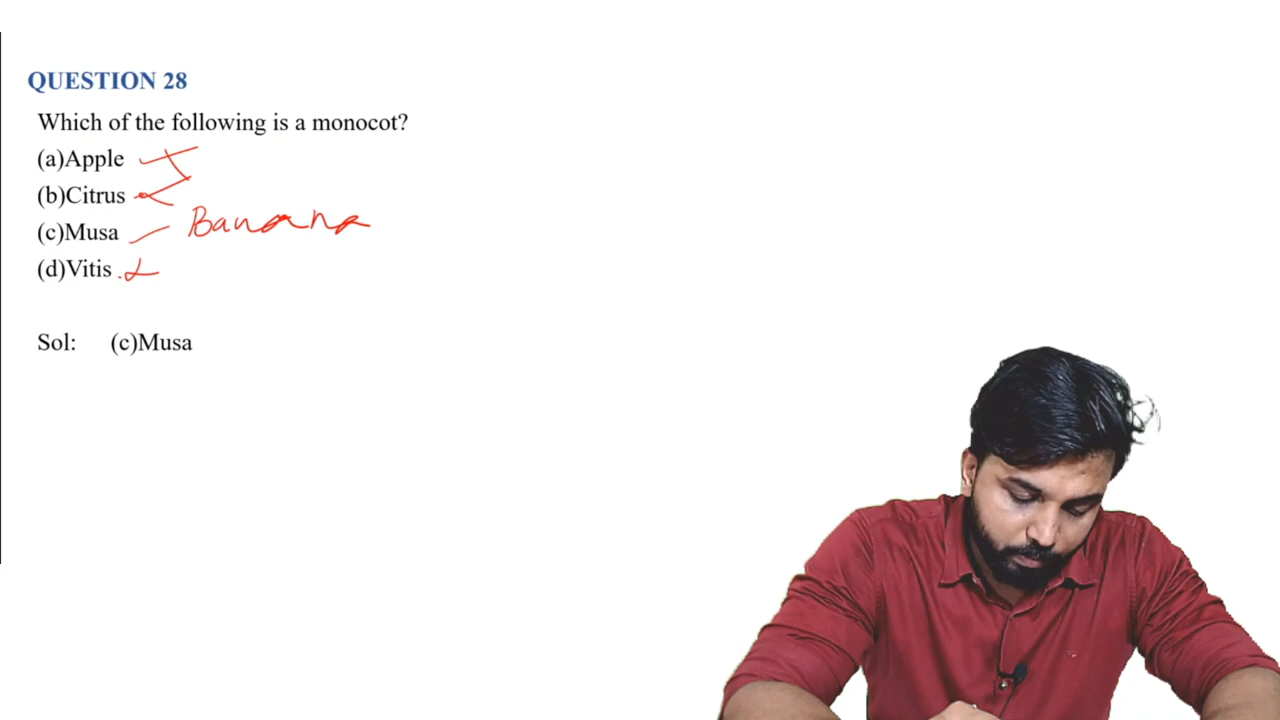 QUESTION 28
Which of the following is a monocot?
(a)Apple
(b)Citrus
(c)Musa Banana
(d)Vitis
Sol: (c)Musa